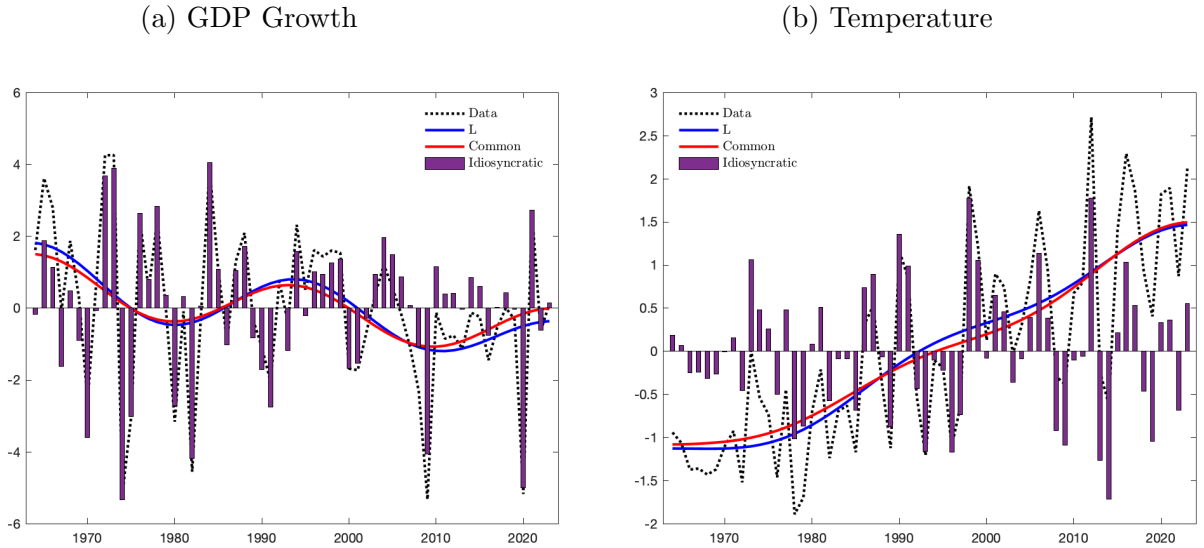 (a) GDP Growth
6
4
2
0
-2
-4
-6
1970 1980 1990 2000 2010 2020
Data
L
Common
Idiosyncratic
(b) Temperature
3
2.5
2
1.5
1
0.5
0
-0.5
-1
-1.5
-2
1970 1980 1990 2000 2010 2020
Data
L
Common
Idiosyncratic